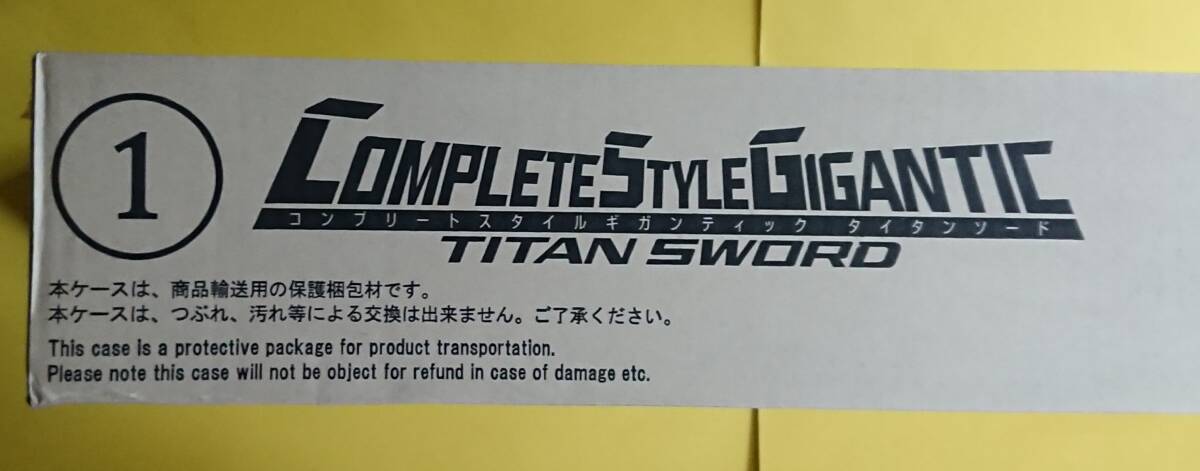 1
COMPLETE STYLE GIGANTIC
コンプリートスタイルギガンティック タイタンソード
TITAN SWORD
本ケースは、商品輸送用の保護梱包材です。
本ケースは、つぶれ、汚れ等による交換は出来ません。ご了承ください。
This case is a protective package for product transportation.
Please note this case will not be object for refund in case of damage etc.